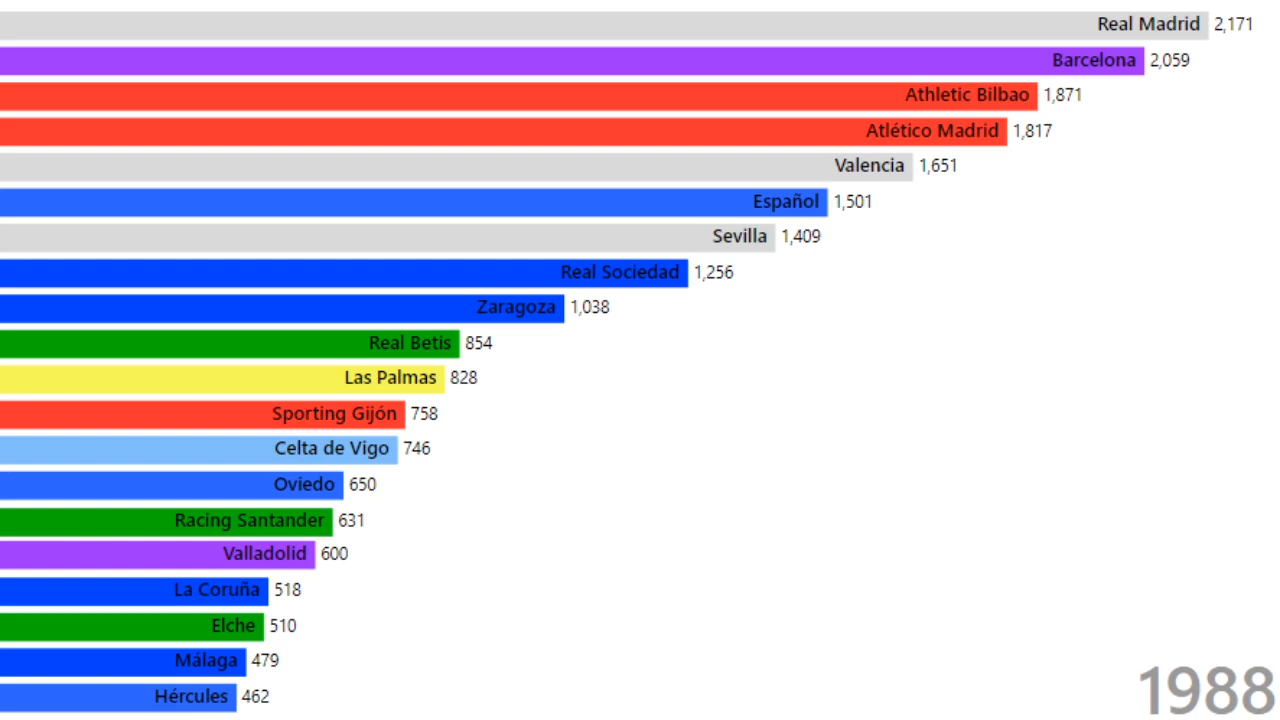 Real Madrid 2,171
Barcelona 2,059
Athletic Bilbao 1,871
Atlético Madrid 1,817
Valencia 1,651
Español 1,501
Sevilla 1,409
Real Sociedad 1,256
Zaragoza 1,038
Real Betis 854
Las Palmas 828
Sporting Gijón 758
Celta de Vigo 746
Oviedo 650
Racing Santander 631
Valladolid 600
La Coruña 518
Elche 510
Málaga 479
Hércules 462
1988